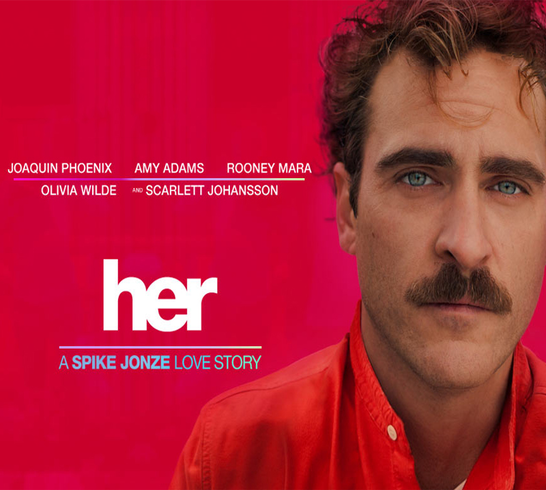 JOAQUIN PHOENIX AMY ADAMS ROONEY MARA
OLIVIA WILDE AND SCARLETT JOHANSSON
her
A SPIKE JONZE LOVE STORY